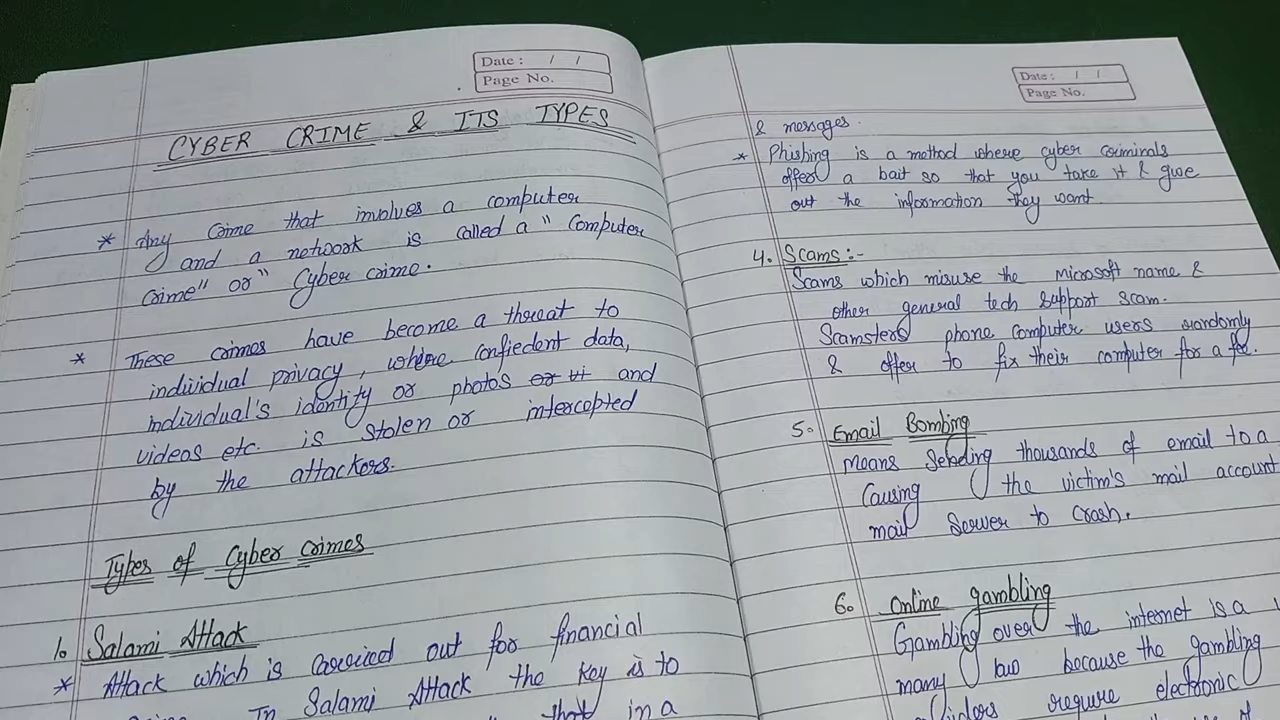 Date : / /
Page No.
CYBER CRIME & ITS TYPES
* Any Crime that involves a computer
and a network is called a " Computer
Crime" or " Cyber crime.
* These crimes have become a threat to
individual privacy, where confiedent data,
individual's identity or photos or vi and
videos etc. is stolen or intercepted
by the attackers.
Types of Cyber Crimes
1. Salami Attack
* Attack which is carried out for financial
In Salami Attack the key is to
that in a
Date : / /
Page No.
& messages.
* Phishing is a method where cyber criminals
offer a bait so that you take it & give
out the information they want
4. Scams:-
Scams which misuse the Microsoft name &
other general tech support scam.
Scamsters phone computer users randomly
& offer to fix their computer for a fee.
5. Email Bombing
Means Sending thousands of email to a
Causing the victim's mail account
mail Server to Crash.
6. Online gambling
Gambling over the internet is a
many law because the gambling
require electronic